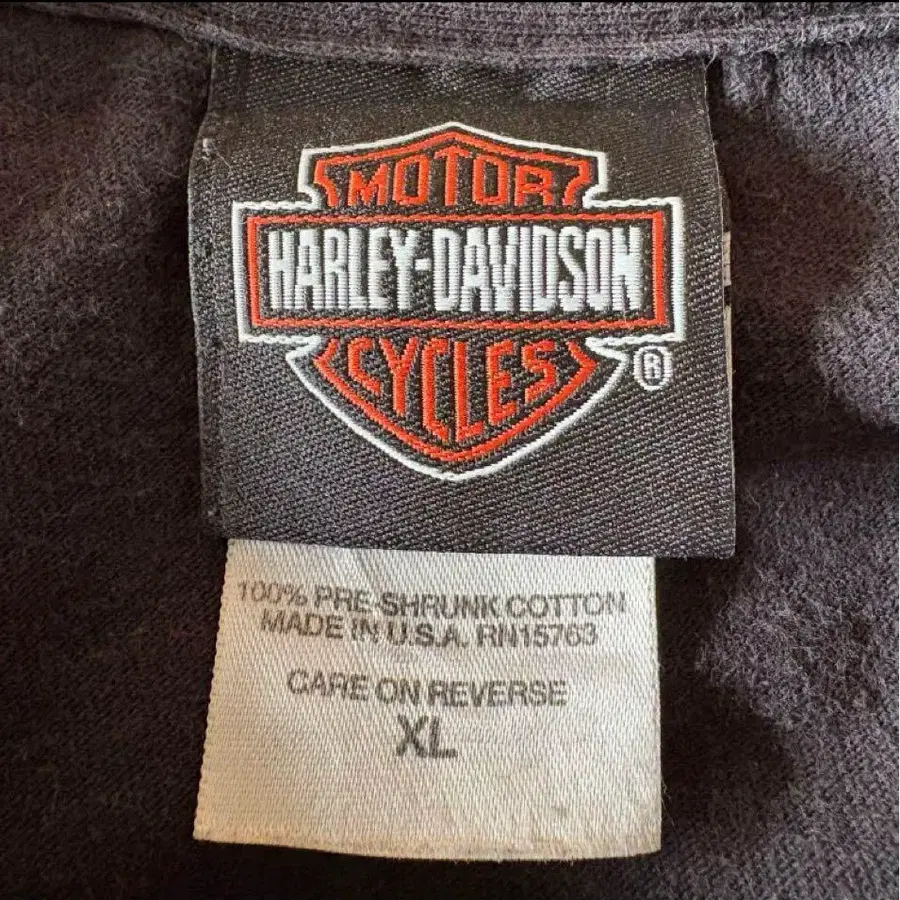 MOTOR
HARLEY-DAVIDSON
CYCLES
®
100% PRE-SHRUNK COTTON
MADE IN U.S.A. RN15763
CARE ON REVERSE
XL